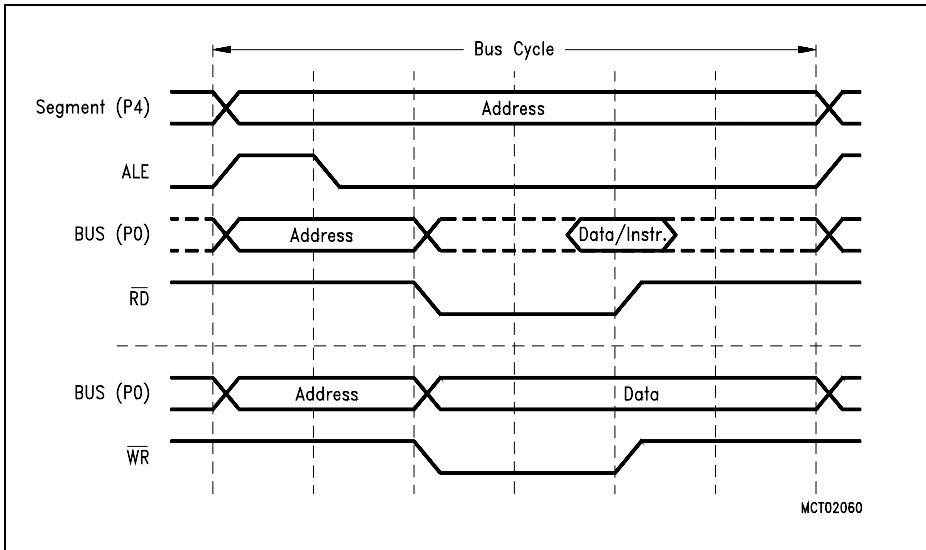 Bus Cycle
Segment (P4) Address
ALE
BUS (P0) Address Data/Instr.
RD
BUS (P0) Address Data
WR
MCT02060